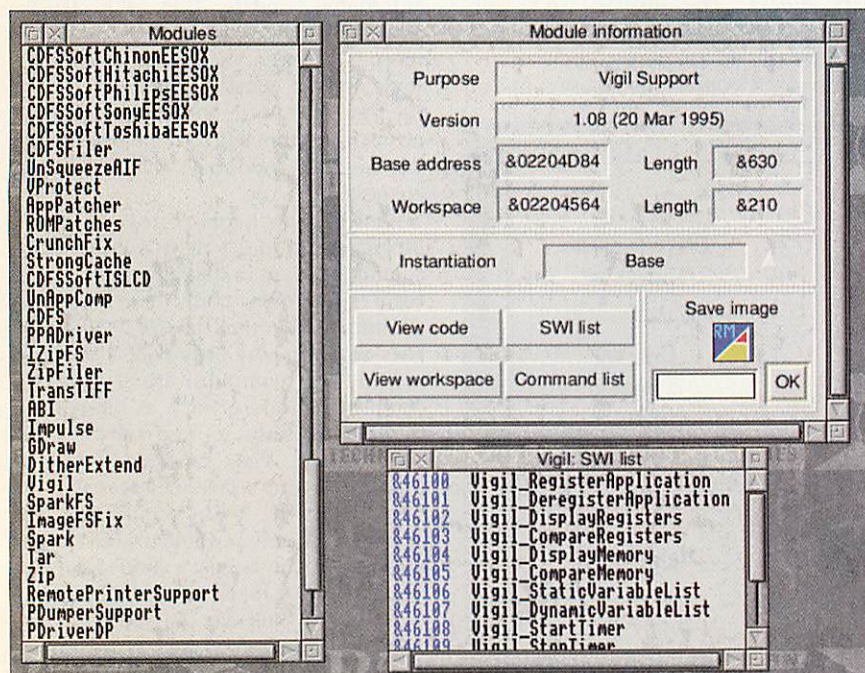 Modules
CDFSSoftChinonEESOX
CDFSSoftHitachiEESOX
CDFSSoftPhilipsEESOX
CDFSSoftSonyEESOX
CDFSSoftToshibaEESOX
CDFSFiler
UnSqueezeAIF
VProtect
AppPatcher
ROMPatches
CrunchFix
StrongCache
CDFSSoftISLCD
UnAppComp
CDFS
PPADriver
IZipFS
ZipFiler
TransTIFF
ABI
Impulse
GDraw
DitherExtend
Vigil
SparkFS
ImageFSFix
Spark
Tar
Zip
RemotePrinterSupport
PDumperSupport
PDriverDP
Module information
Purpose Vigil Support
Version 1.08 (20 Mar 1995)
Base address &02204D84 Length &630
Workspace &02204564 Length &210
Instantiation Base
View code SWI list
View workspace Command list
Save image
RM
OK
Vigil: SWI list
&46100 Vigil_RegisterApplication
&46101 Vigil_DeregisterApplication
&46102 Vigil_DisplayRegisters
&46103 Vigil_CompareRegisters
&46104 Vigil_DisplayMemory
&46105 Vigil_CompareMemory
&46106 Vigil_StaticVariableList
&46107 Vigil_DynamicVariableList
&46108 Vigil_StartTimer
&46109 Vigil_StopTimer